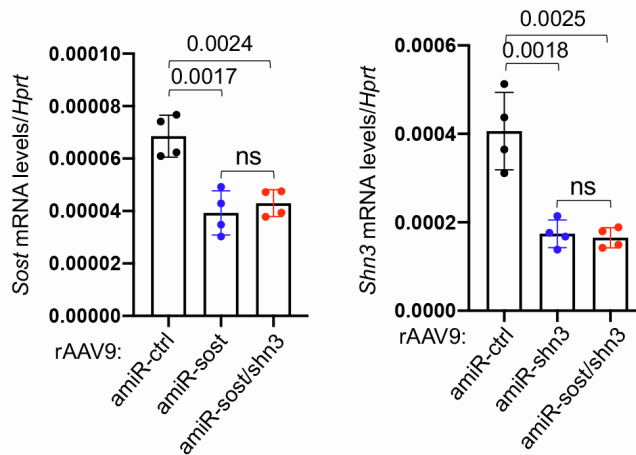 Sost mRNA levels/Hprt
0.00010
0.00008
0.00006
0.00004
0.00002
0.00000
0.0024
0.0017
ns
rAAV9:
amiR-ctrl
amiR-sost
amiR-sost/shn3
Shn3 mRNA levels/Hprt
0.0006
0.0004
0.0002
0.0000
0.0025
0.0018
ns
rAAV9:
amiR-ctrl
amiR-shn3
amiR-sost/shn3